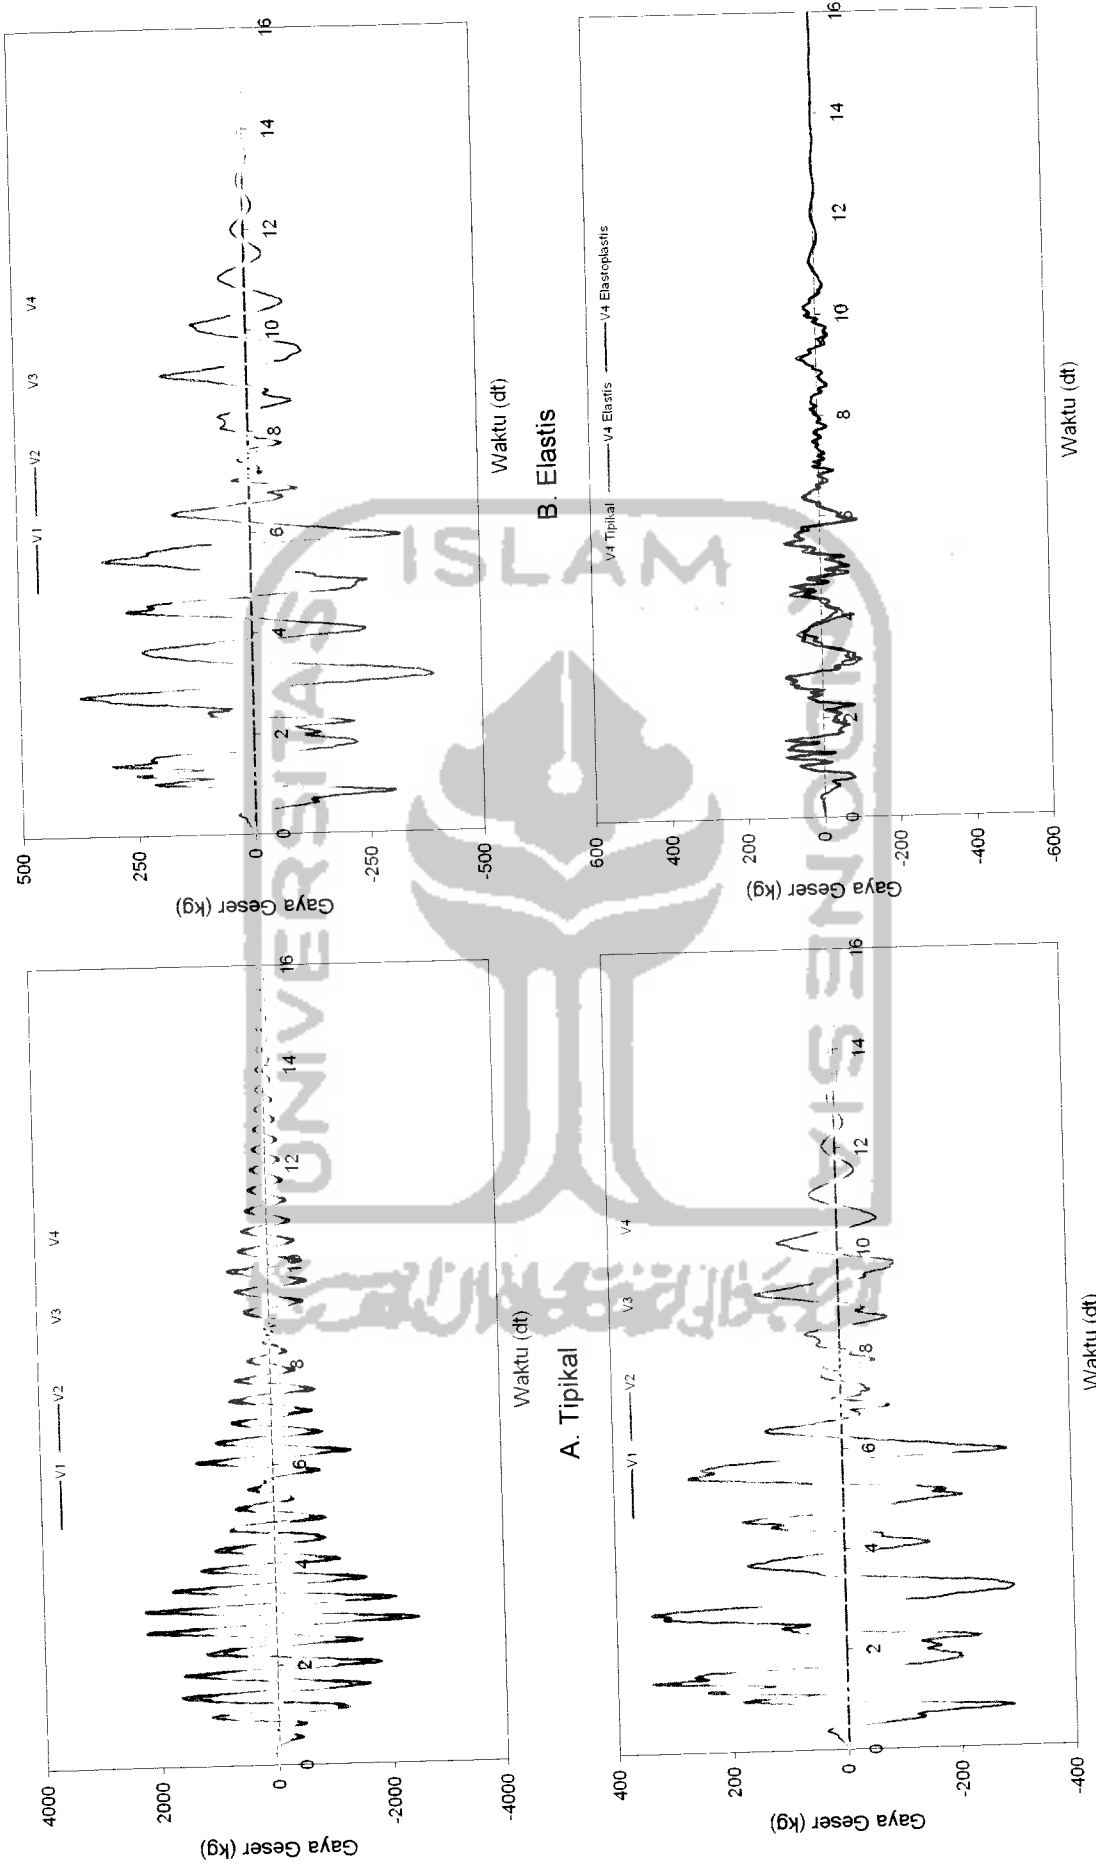 V1 V2 V3 V4
4000
2000
0
-2000
-4000
0 2 4 6 8 10 12 14 16
Gaya Geser (kg)
Waktu (dt)
A. Tipikal
V1 V2 V3 V4
500
250
0
-250
-500
0 2 4 6 8 10 12 14 16
Gaya Geser (kg)
Waktu (dt)
B. Elastis
V1 V2 V3 V4
400
200
0
-200
-400
0 2 4 6 8 10 12 14 16
Gaya Geser (kg)
Waktu (dt)
V4 Tipikal V4 Elastis V4 Elastoplastis
600
400
200
0
-200
-400
-600
0 2 4 6 8 10 12 14 16
Gaya Geser (kg)
Waktu (dt)
UNIVERSITAS
ISLAM
INDONESIA